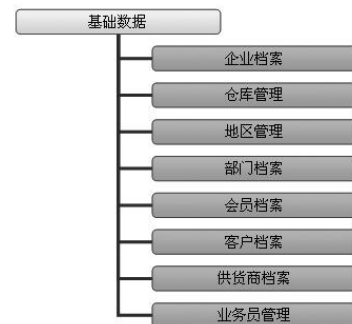 基础数据
企业档案
仓库管理
地区管理
部门档案
会员档案
客户档案
供货商档案
业务员管理